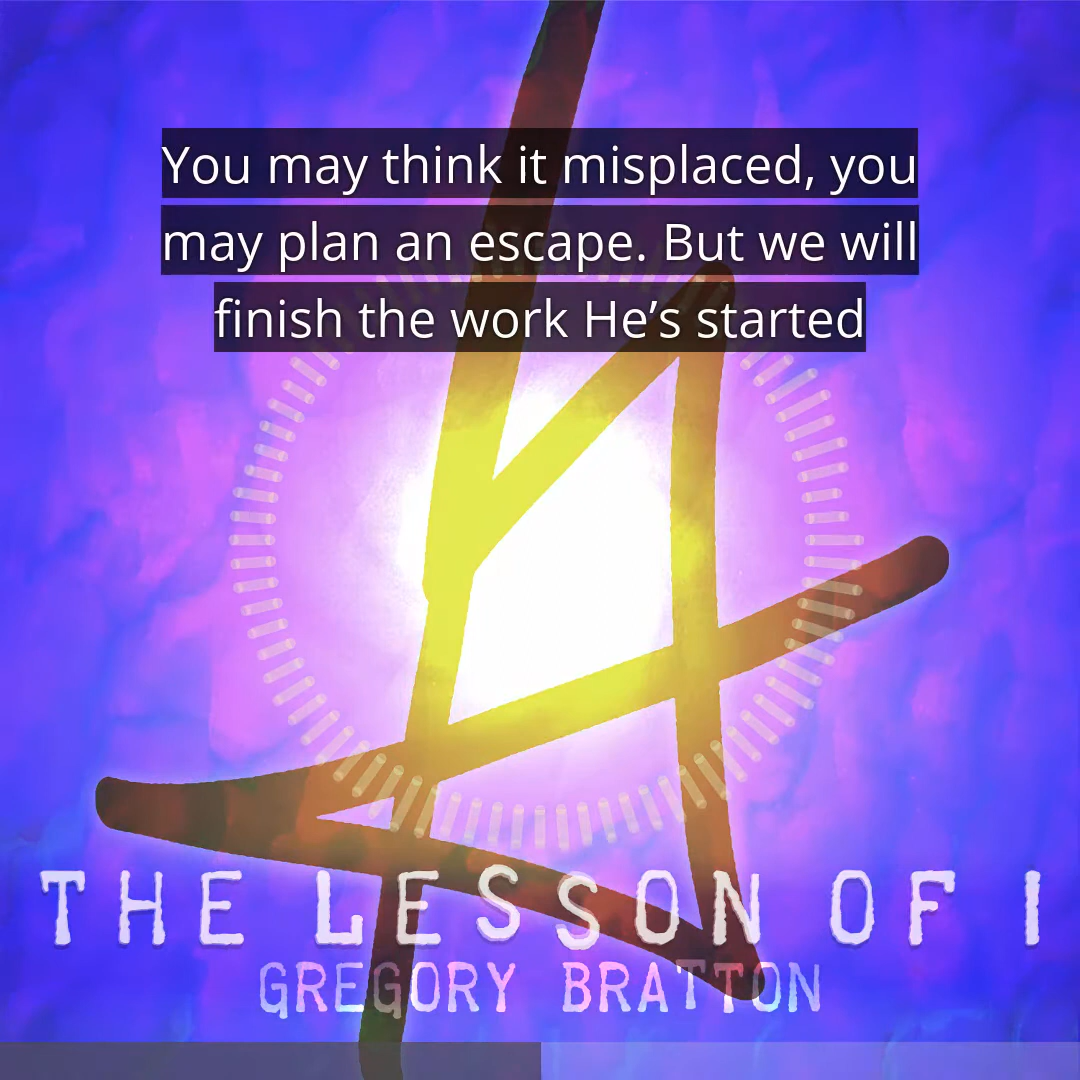 You may think it misplaced, you
may plan an escape. But we will
finish the work He’s started
THE LESSON OF I
GREGORY BRATTON